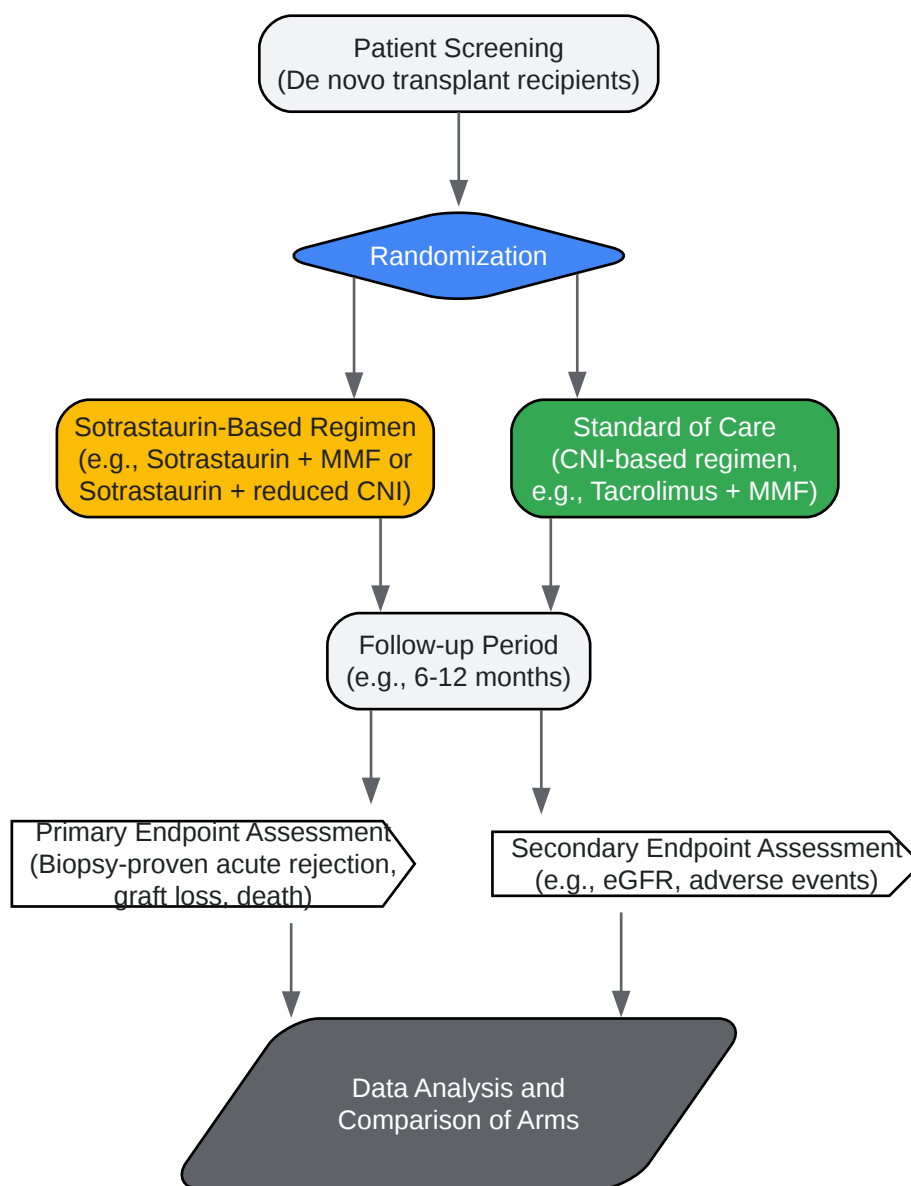 Patient Screening
(De novo transplant recipients)
Randomization
Sotrastaurin-Based Regimen
(e.g., Sotrastaurin + MMF or
Sotrastaurin + reduced CNI)
Standard of Care
(CNI-based regimen,
e.g., Tacrolimus + MMF)
Follow-up Period
(e.g., 6-12 months)
Primary Endpoint Assessment
(Biopsy-proven acute rejection,
graft loss, death)
Secondary Endpoint Assessment
(e.g., eGFR, adverse events)
Data Analysis and
Comparison of Arms